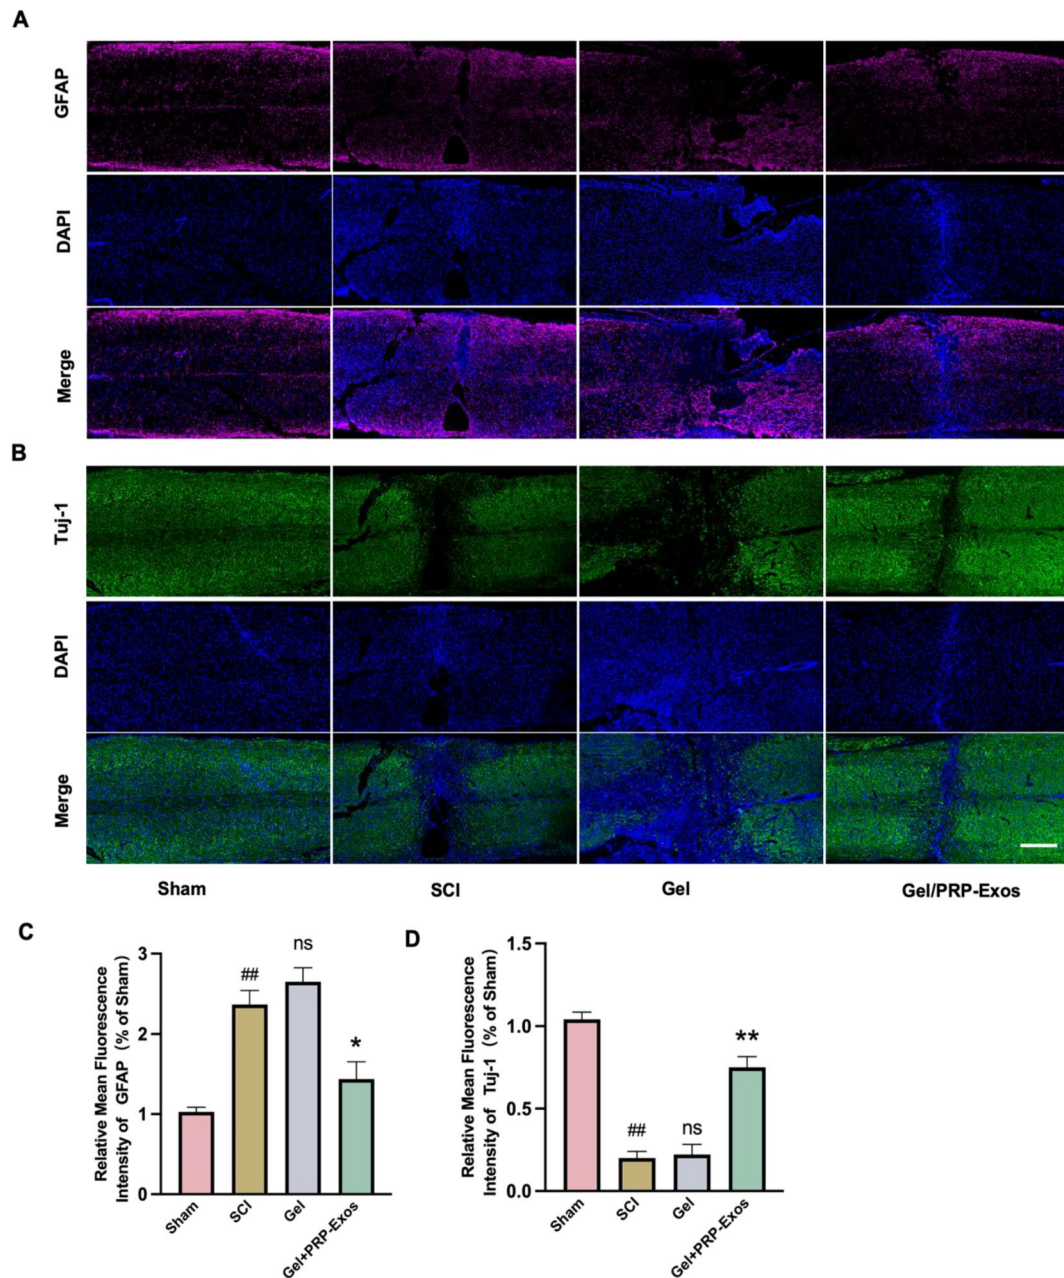 A
GFAP
DAPI
Merge
B
Tuj-1
DAPI
Merge
Sham SCI Gel Gel/PRP-Exos
C
Relative Mean Fluorescence
Intensity of GFAP (% of Sham)
3
2
1
0
##
ns
*
Sham
SCI
Gel
Gel+PRP-Exos
D
Relative Mean Fluorescence
Intensity of Tuj-1 (% of Sham)
1.5
1.0
0.5
0.0
##
ns
**
Sham
SCI
Gel
Gel+PRP-Exos